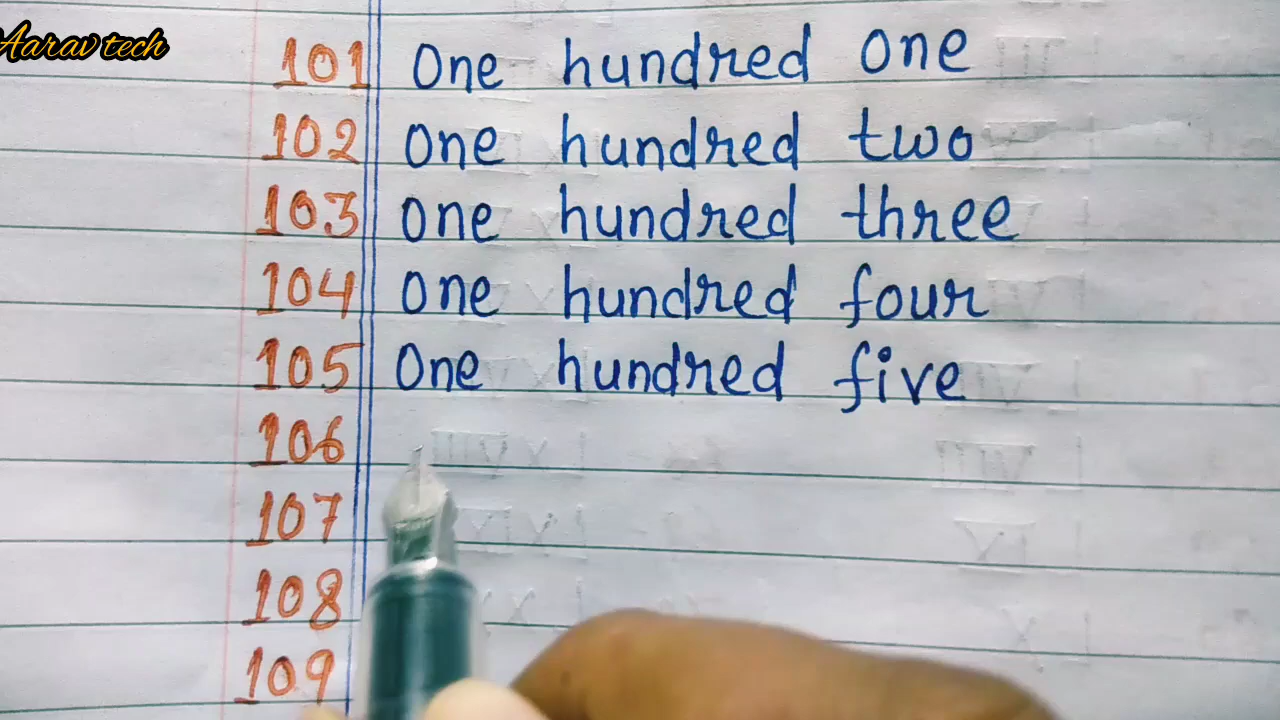 Aarav tech
101 One hundred one
102 One hundred two
103 One hundred three
104 One hundred four
105 One hundred five
106
107
108
109